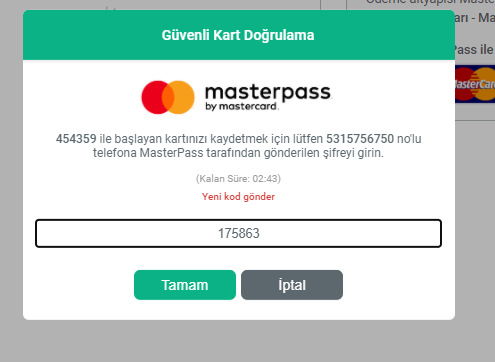 Ödeme altyapısı Master
arı - Ma
Güvenli Kart Doğrulama
Pass ile
MasterCard
masterpass
by mastercard.
454359 ile başlayan kartınızı kaydetmek için lütfen 5315756750 no'lu
telefona MasterPass tarafından gönderilen şifreyi girin.
(Kalan Süre: 02:43)
Yeni kod gönder
175863
Tamam
İptal